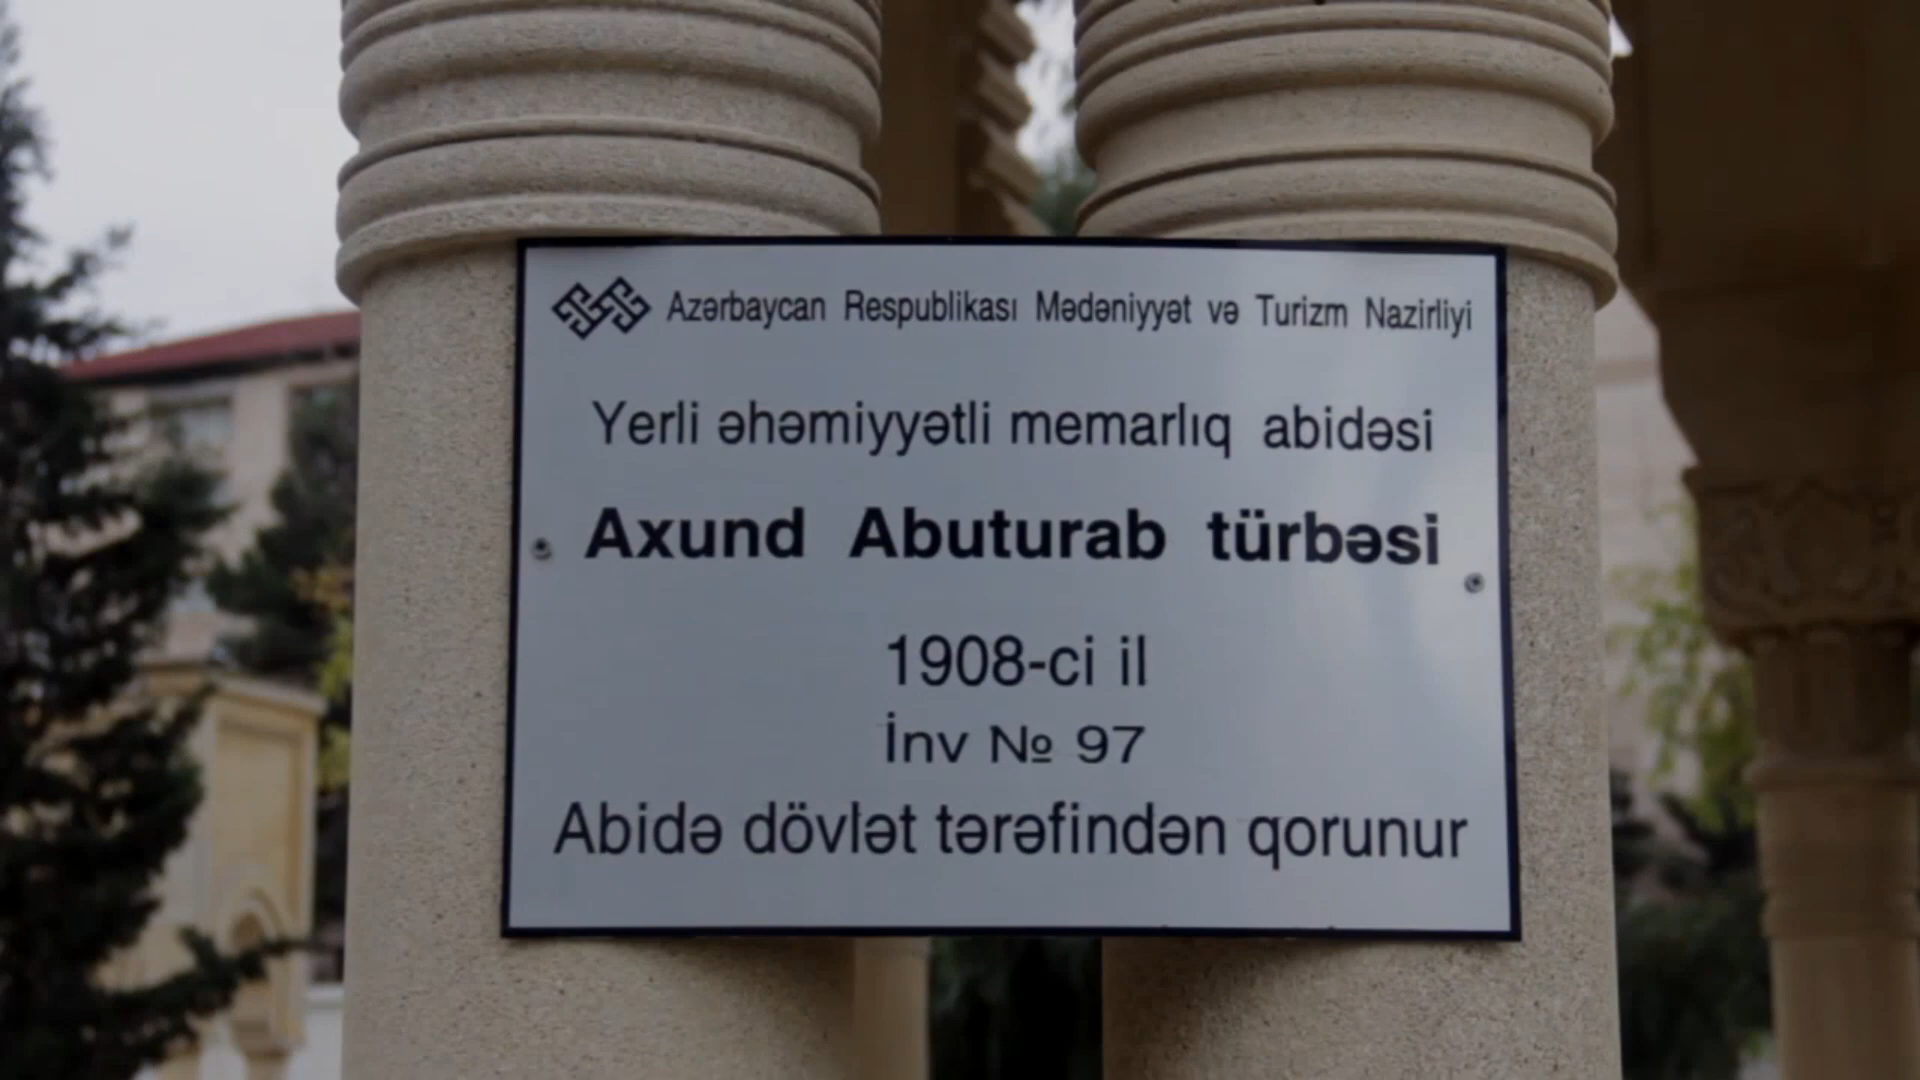 Azərbaycan Respublikası Mədəniyyət və Turizm Nazirliyi
Yerli əhəmiyyətli memarlıq abidəsi
Axund Abuturab türbəsi
1908-ci il
İnv № 97
Abidə dövlət tərəfindən qorunur